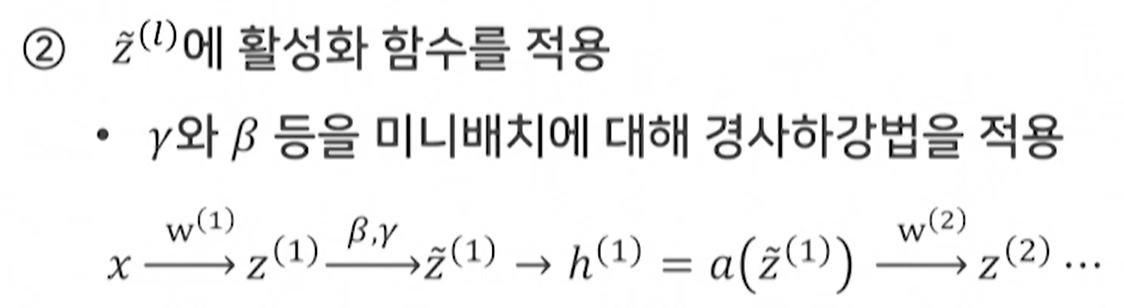 ② z̃⁽ˡ⁾에 활성화 함수를 적용
• γ와 β 등을 미니배치에 대해 경사하강법을 적용
x —w⁽¹⁾→ z⁽¹⁾ —β,γ→ z̃⁽¹⁾ → h⁽¹⁾ = a(z̃⁽¹⁾) —w⁽²⁾→ z⁽²⁾ ⋯